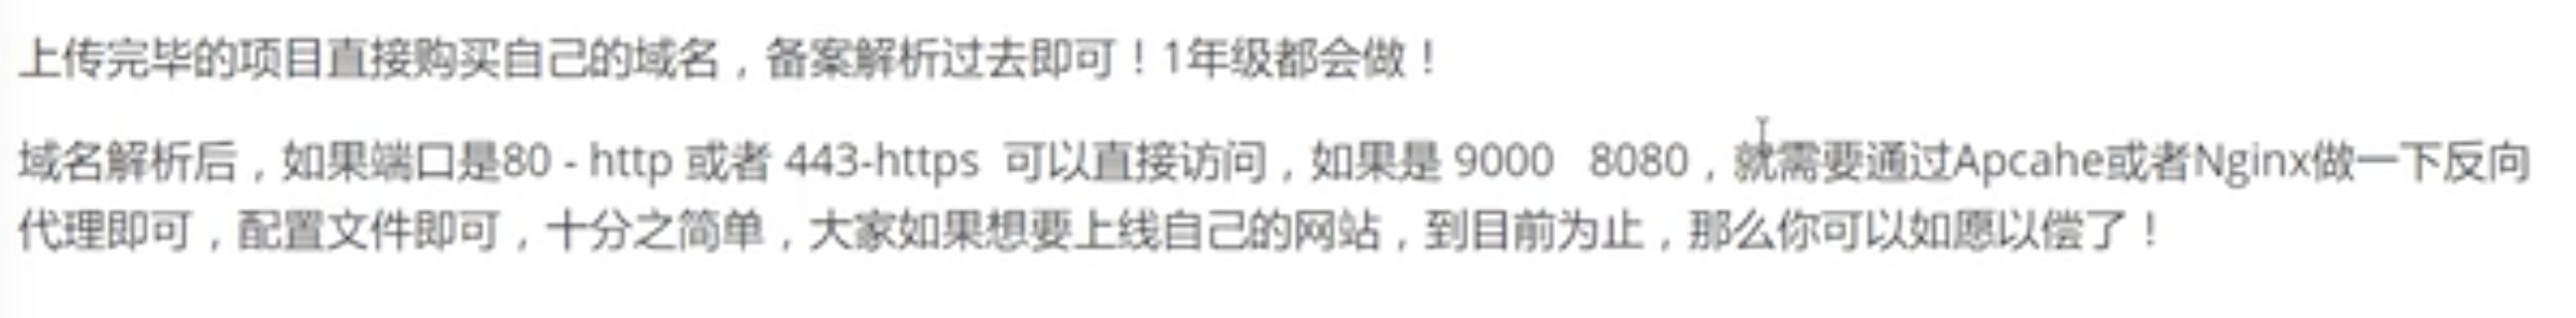 上传完毕的项目直接购买自己的域名，备案解析过去即可！1年级都会做！
域名解析后，如果端口是80 - http 或者 443-https 可以直接访问，如果是 9000 8080，就需要通过Apcahe或者Nginx做一下反向
代理即可，配置文件即可，十分之简单，大家如果想要上线自己的网站，到目前为止，那么你可以如愿以偿了！